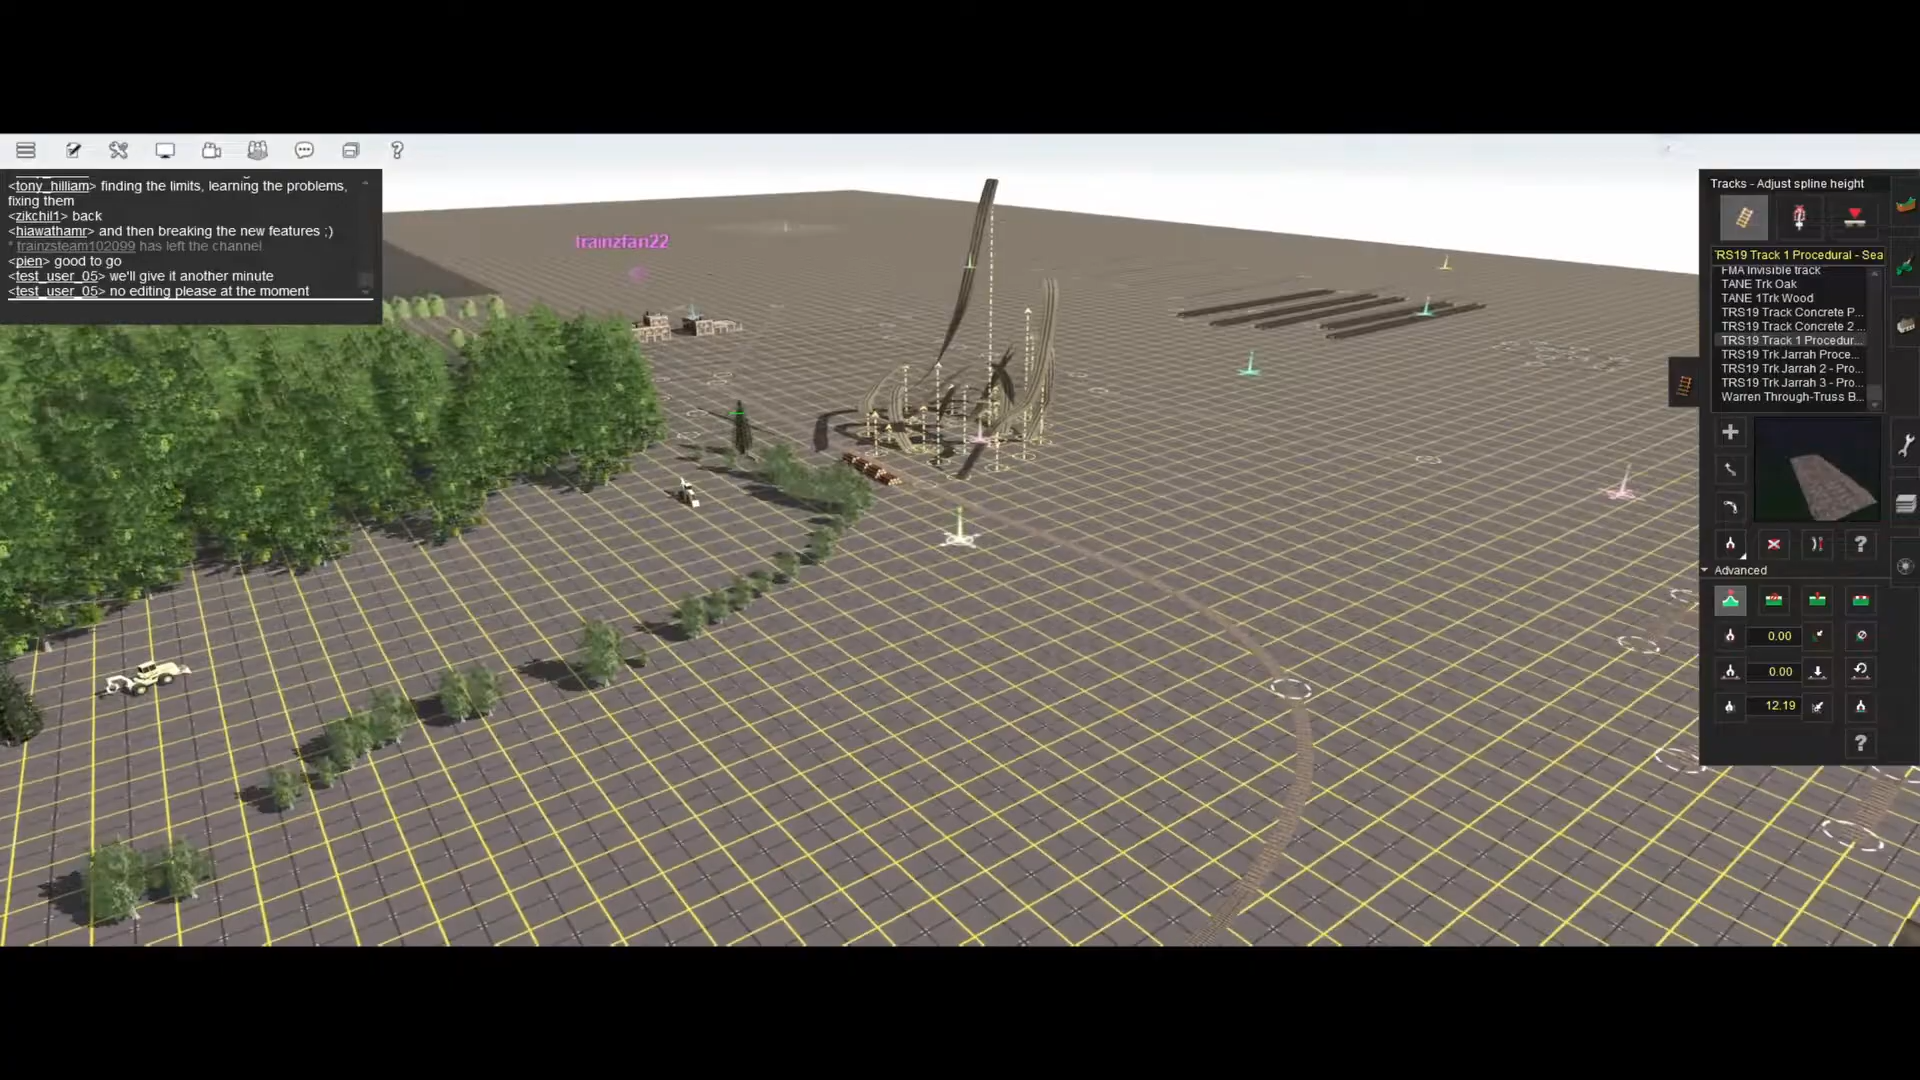 <tony_hilliam> finding the limits, learning the problems,
fixing them
<zikchil1> back
<hiawathamr> and then breaking the new features ;)
* trainzsteam102099 has left the channel
<pien> good to go
<test_user_05> we'll give it another minute
<test_user_05> no editing please at the moment
trainzfan22
Tracks - Adjust spline height
TRS19 Track 1 Procedural - Sea
FMA Invisible track
TANE Trk Oak
TANE 1Trk Wood
TRS19 Track Concrete P...
TRS19 Track Concrete 2 ...
TRS19 Track 1 Procedur...
TRS19 Trk Jarrah Proce...
TRS19 Trk Jarrah 2 - Pro...
TRS19 Trk Jarrah 3 - Pro...
Warren Through-Truss B...
Advanced
0.00
0.00
12.19